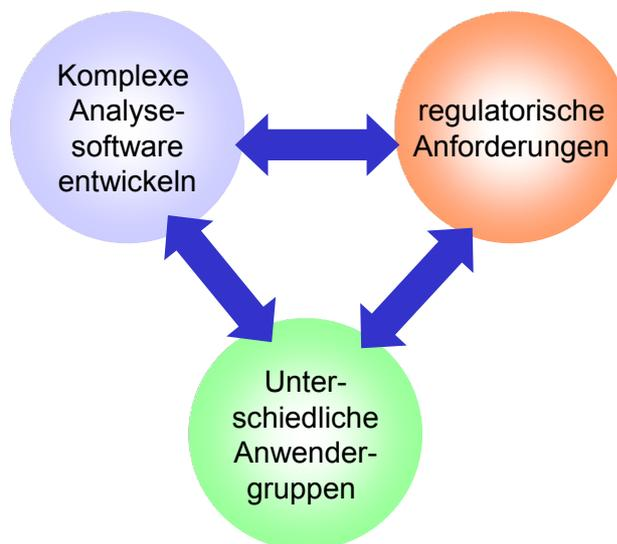 Komplexe
Analyse-
software
entwickeln
regulatorische
Anforderungen
Unter-
schiedliche
Anwender-
gruppen